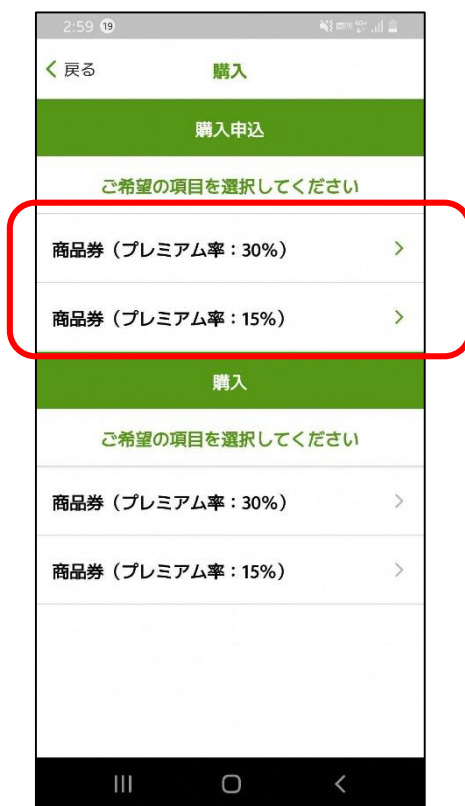 2:59 19
戻る
購入
購入申込
ご希望の項目を選択してください
商品券（プレミアム率：30%）
商品券（プレミアム率：15%）
購入
ご希望の項目を選択してください
商品券（プレミアム率：30%）
商品券（プレミアム率：15%）